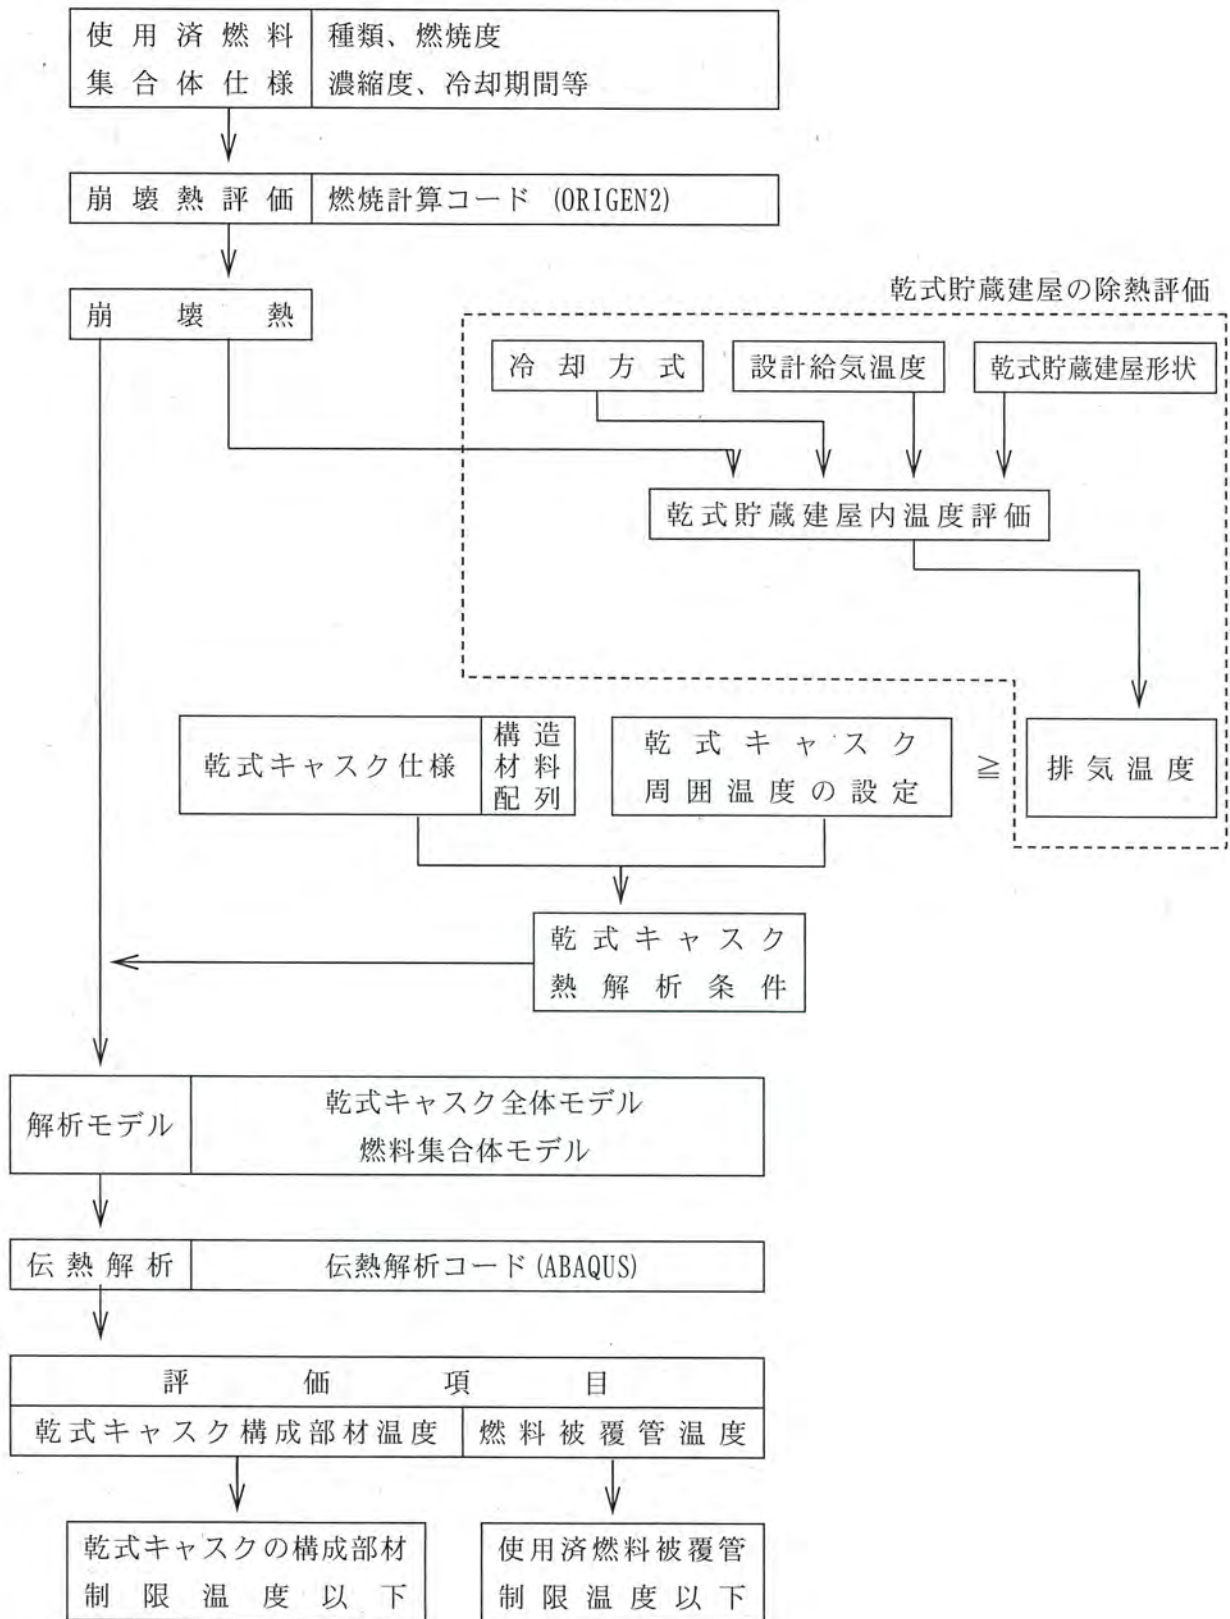 使用済燃料
集合体仕様
種類、燃焼度
濃縮度、冷却期間等
崩壊熱評価
燃焼計算コード (ORIGEN2)
崩壊熱
乾式貯蔵建屋の除熱評価
冷却方式
設計給気温度
乾式貯蔵建屋形状
乾式貯蔵建屋内温度評価
乾式キャスク仕様
構造
材料
配列
乾式キャスク
周囲温度の設定
≧
排気温度
乾式キャスク
熱解析条件
解析モデル
乾式キャスク全体モデル
燃料集合体モデル
伝熱解析
伝熱解析コード(ABAQUS)
評価項目
乾式キャスク構成部材温度
燃料被覆管温度
乾式キャスクの構成部材
制限温度以下
使用済燃料被覆管
制限温度以下